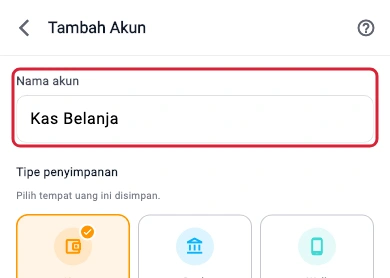 Tambah Akun
Nama akun
Kas Belanja
Tipe penyimpanan
Pilih tempat uang ini disimpan.